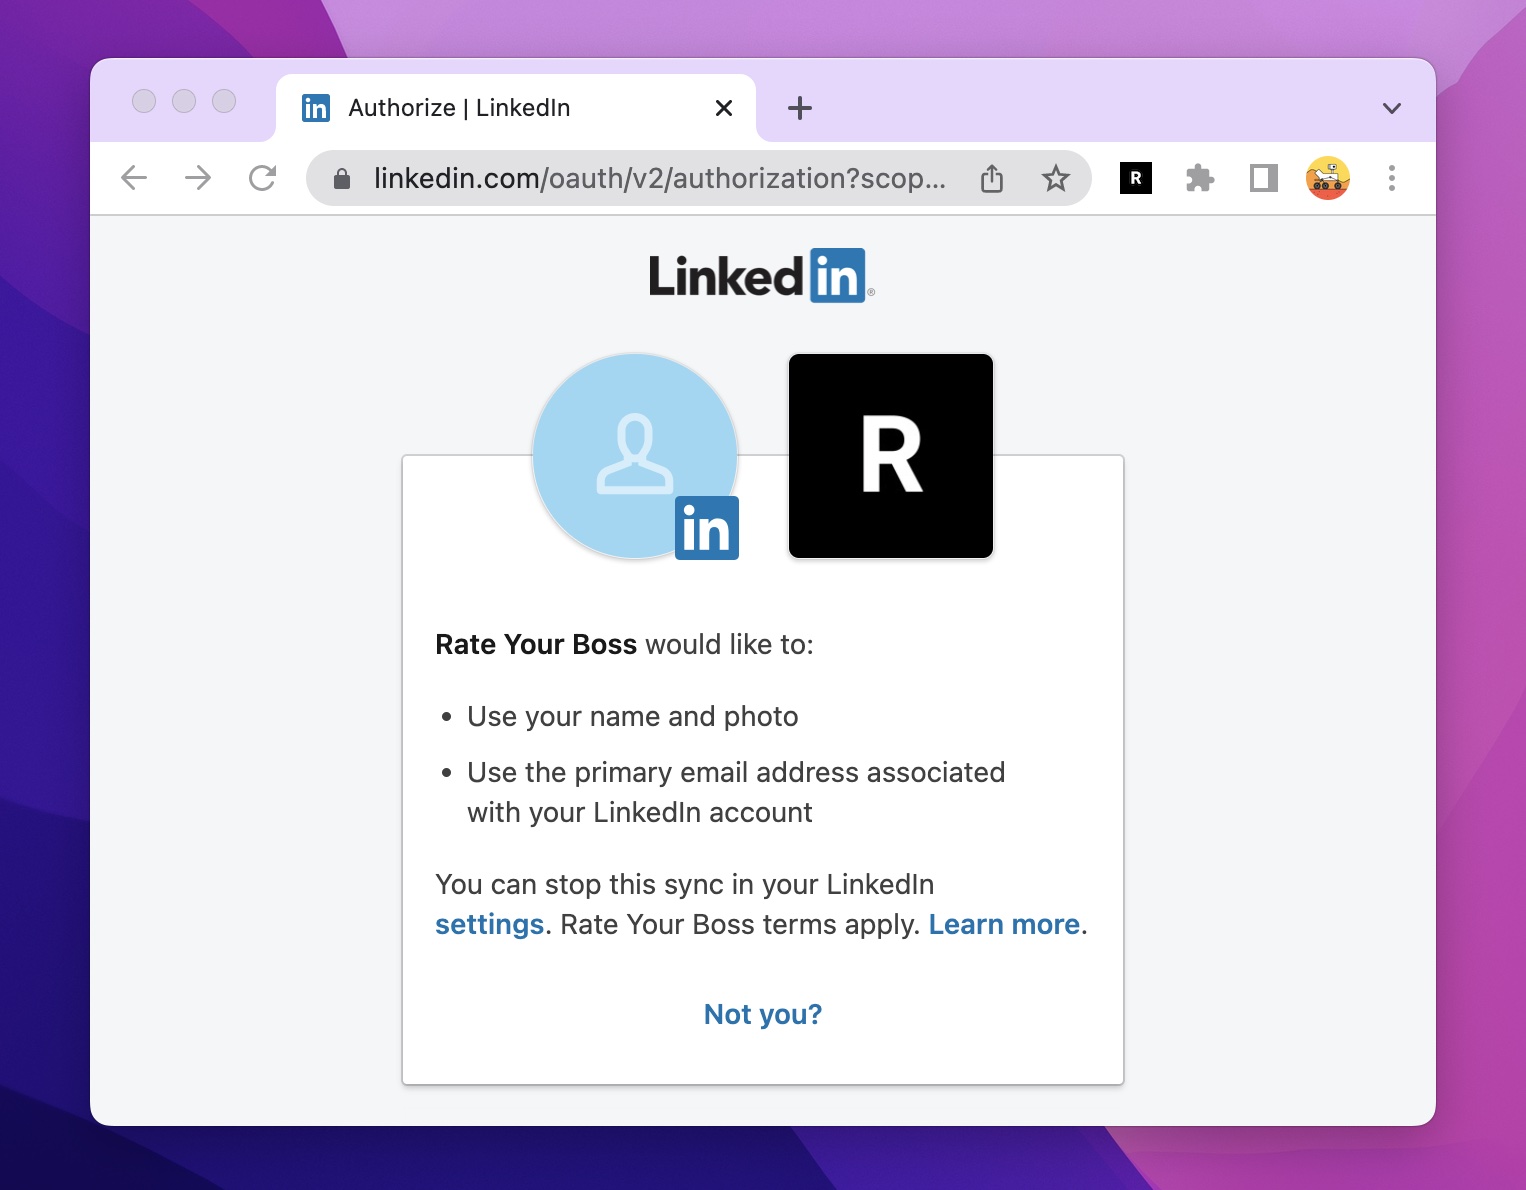 in Authorize | LinkedIn
linkedin.com/oauth/v2/authorization?scop...
R
Linkedin®
R
in
Rate Your Boss would like to:
• Use your name and photo
• Use the primary email address associated
with your LinkedIn account
You can stop this sync in your LinkedIn
settings. Rate Your Boss terms apply. Learn more.
Not you?